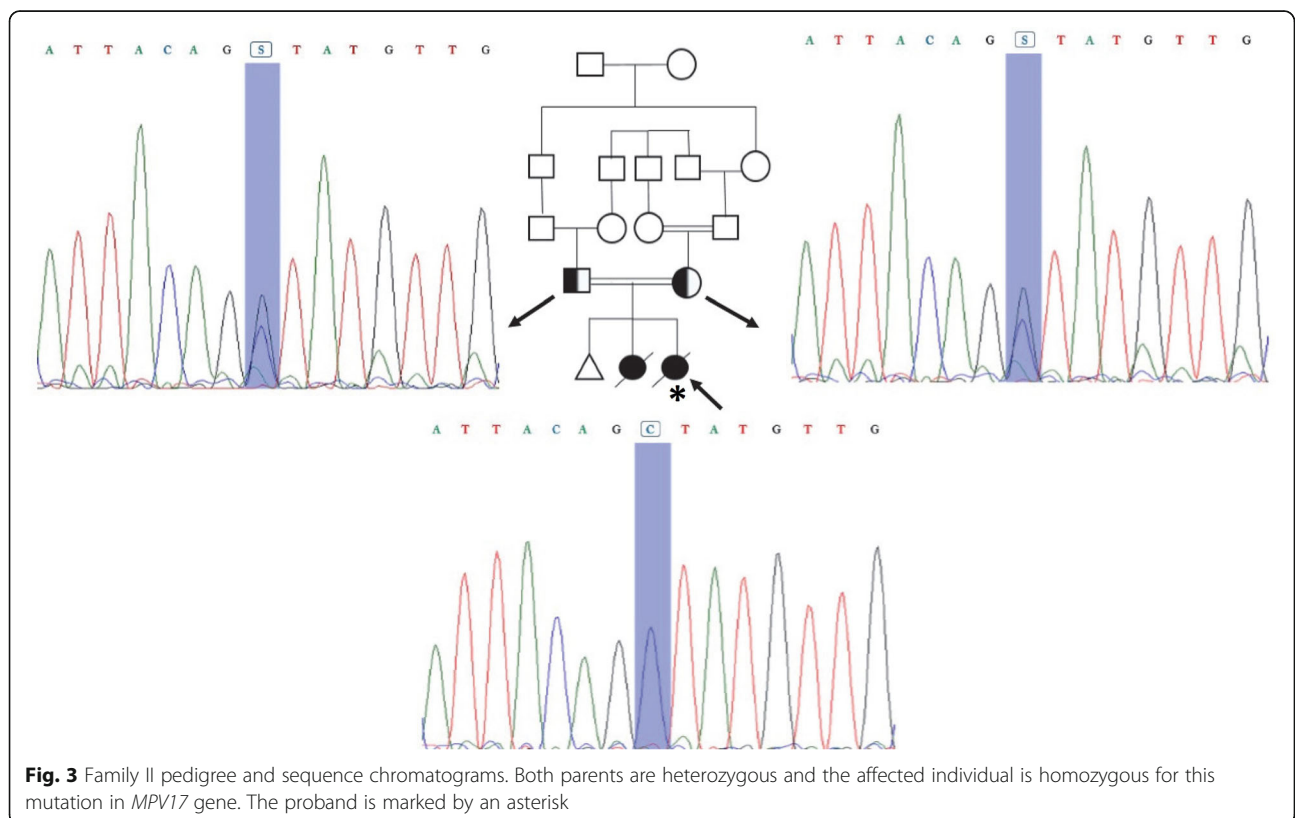 A T T A C A G S T A T G T T G
A T T A C A G S T A T G T T G
*
A T T A C A G C T A T G T T G
Fig. 3 Family II pedigree and sequence chromatograms. Both parents are heterozygous and the affected individual is homozygous for this
mutation in MPV17 gene. The proband is marked by an asterisk